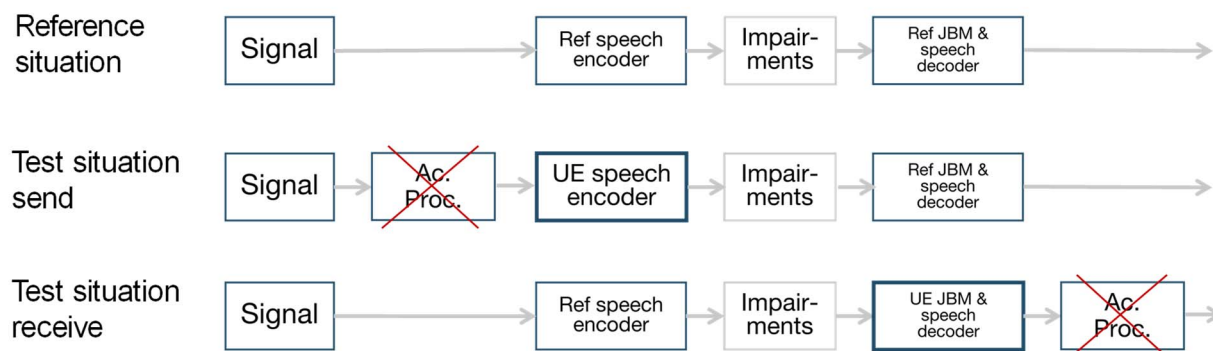 Reference
situation
Signal
Ref speech
encoder
Impair-
ments
Ref JBM &
speech
decoder
Test situation
send
Signal
Ac.
Proc.
UE speech
encoder
Impair-
ments
Ref JBM &
speech
decoder
Test situation
receive
Signal
Ref speech
encoder
Impair-
ments
UE JBM &
speech
decoder
Ac.
Proc.